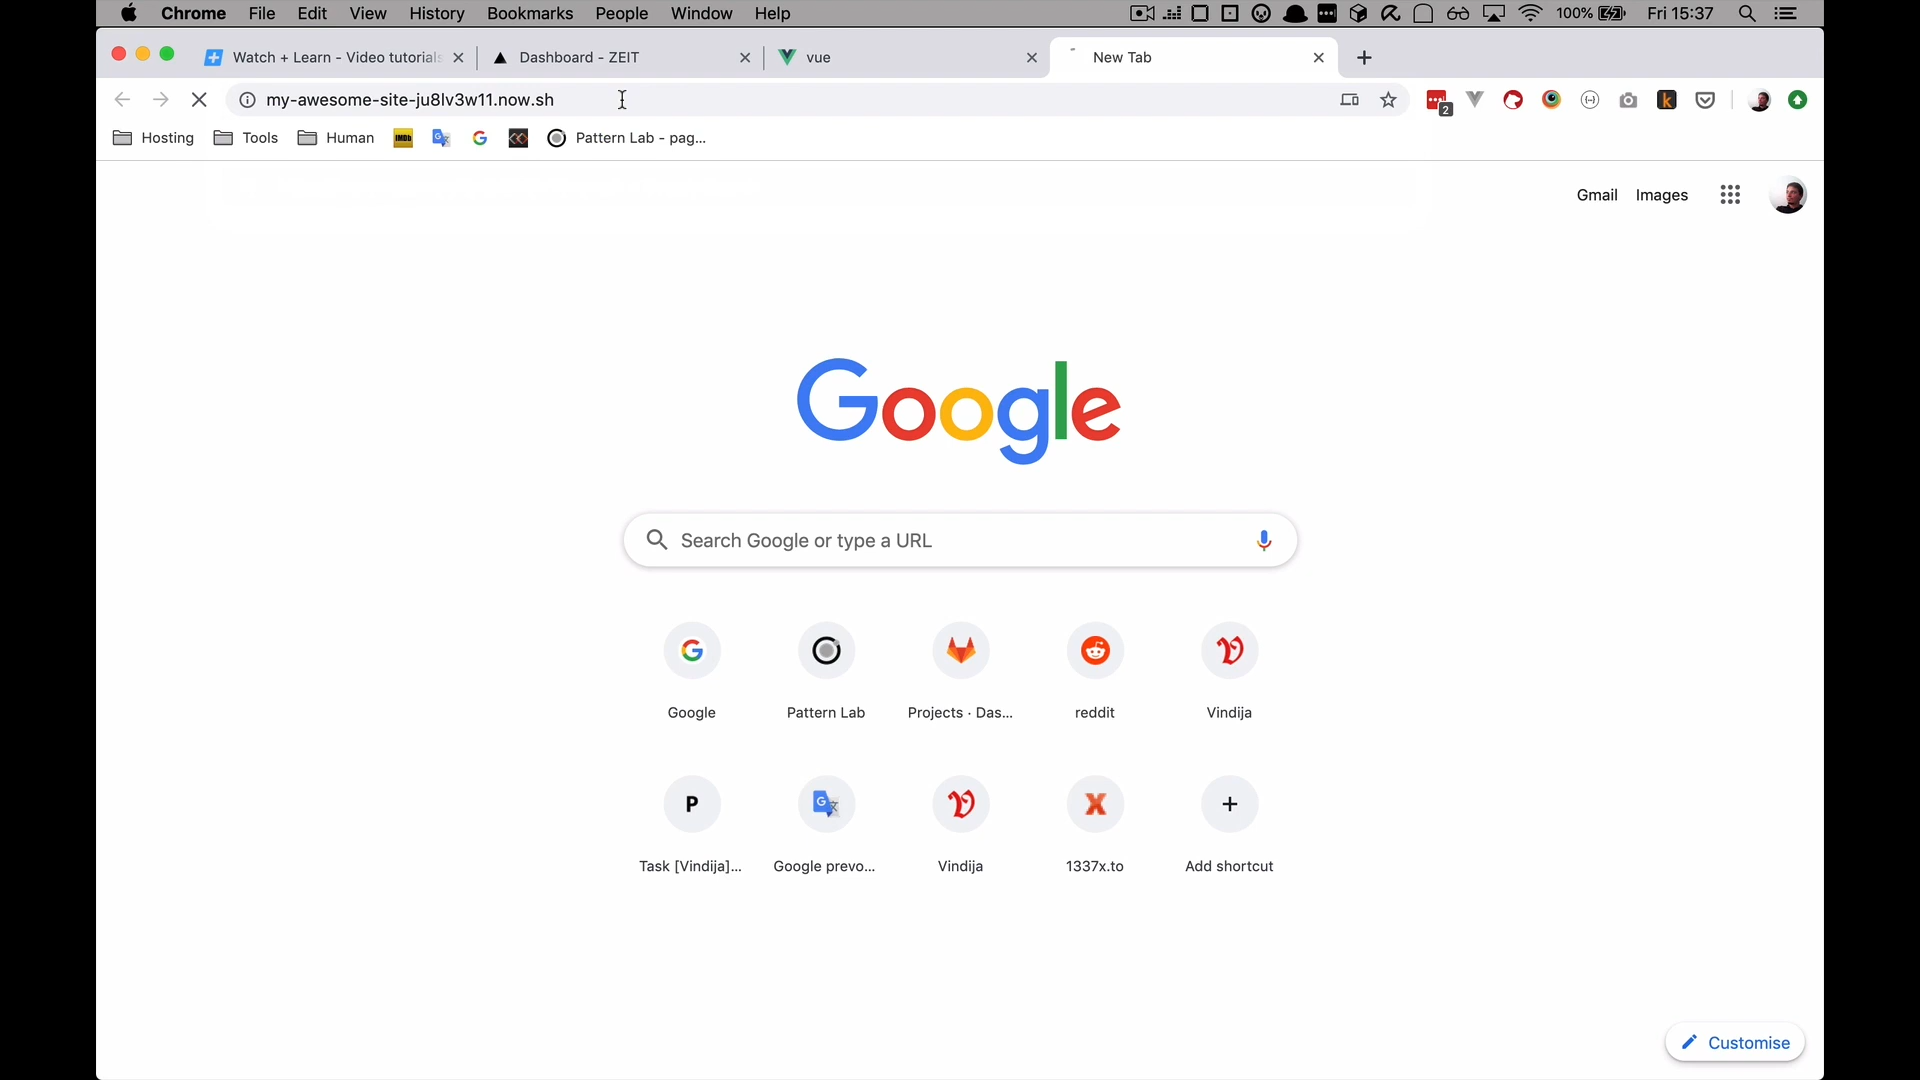 Chrome File Edit View History Bookmarks People Window Help 100% Fri 15:37
Watch + Learn - Video tutorials Dashboard - ZEIT vue New Tab
my-awesome-site-ju8lv3w11.now.sh 2
Hosting Tools Human IMDb Pattern Lab - pag...
Gmail Images
Google
Search Google or type a URL
Google Pattern Lab Projects · Das... reddit Vindija
P
Task [Vindija]... Google prevo... Vindija 1337x.to Add shortcut
Customise